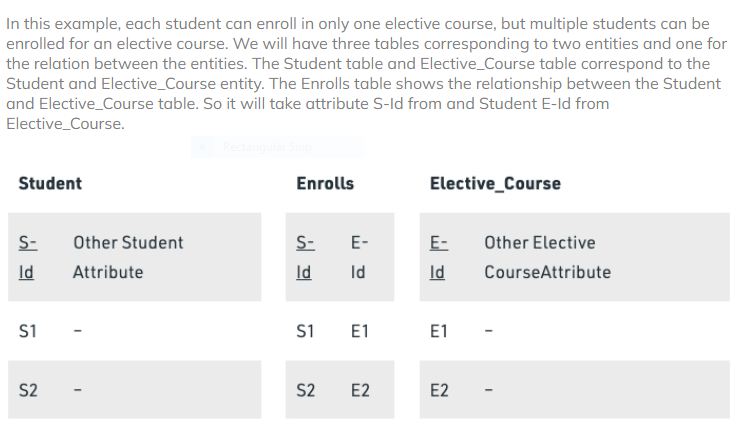 In this example, each student can enroll in only one elective course, but multiple students can be
enrolled for an elective course. We will have three tables corresponding to two entities and one for
the relation between the entities. The Student table and Elective_Course table correspond to the
Student and Elective_Course entity. The Enrolls table shows the relationship between the Student
and Elective_Course table. So it will take attribute S-Id from and Student E-Id from
Elective_Course.
Rectangular Snip
Student Enrolls Elective_Course
S- Other Student S- E- E- Other Elective
Id Attribute Id Id Id CourseAttribute
S1 – S1 E1 E1 –
S2 – S2 E2 E2 –